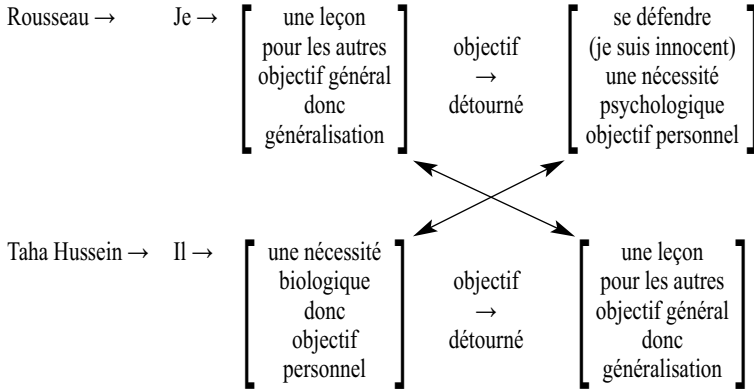 Rousseau → Je →
une leçon
pour les autres
objectif général
donc
généralisation
objectif
→
détourné
se défendre
(je suis innocent)
une nécessité
psychologique
objectif personnel
Taha Hussein → Il →
une nécessité
biologique
donc
objectif
personnel
objectif
→
détourné
une leçon
pour les autres
objectif général
donc
généralisation